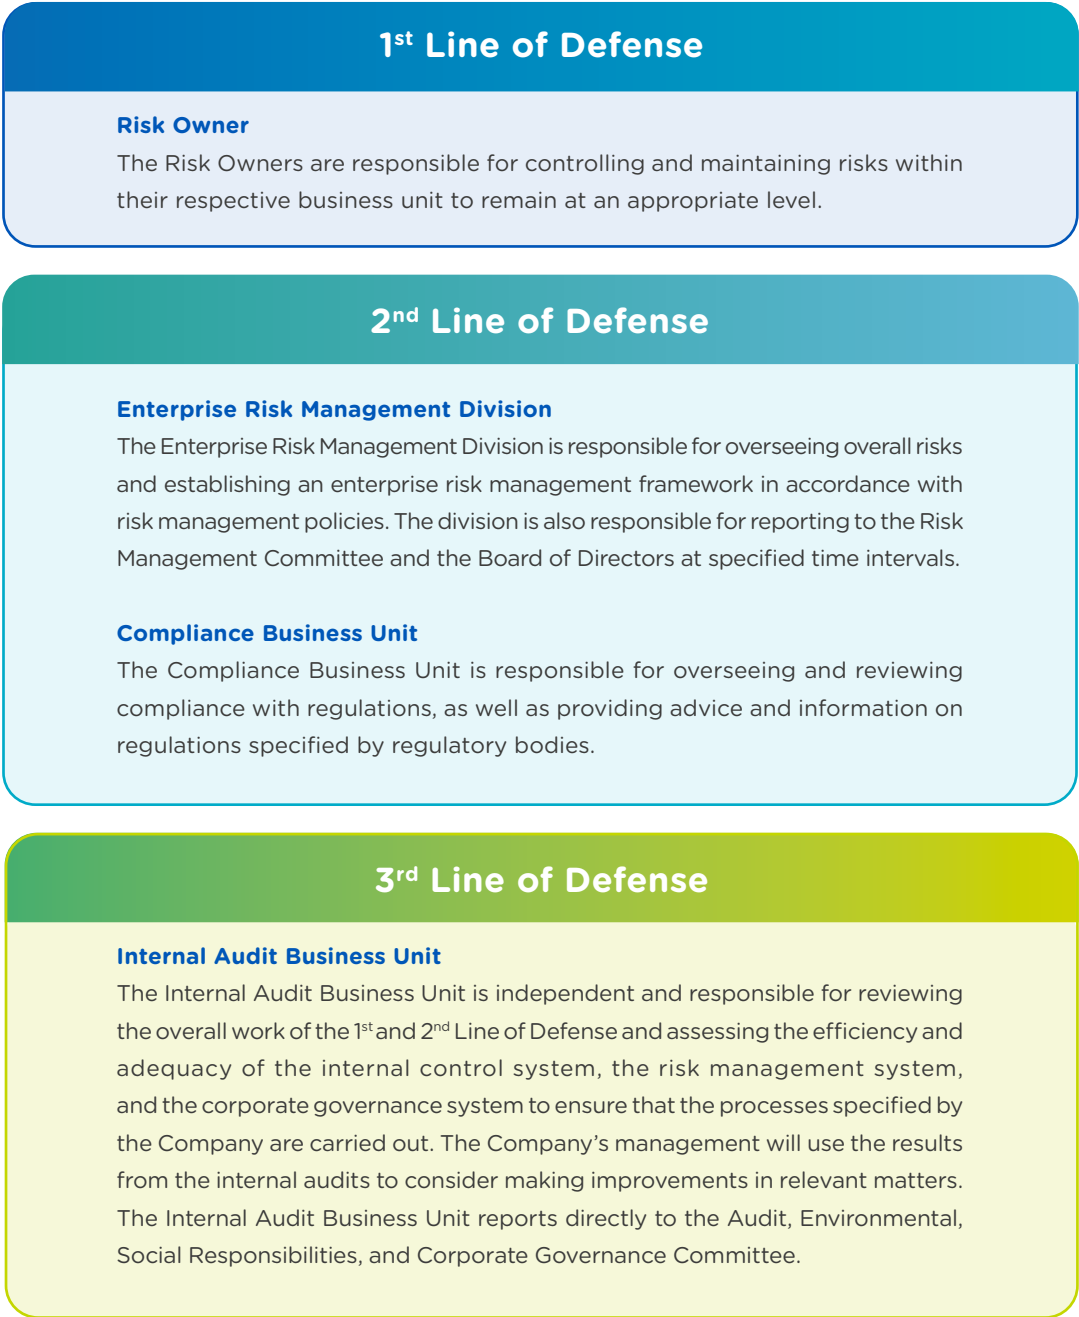 1st Line of Defense
Risk Owner
The Risk Owners are responsible for controlling and maintaining risks within
their respective business unit to remain at an appropriate level.
2nd Line of Defense
Enterprise Risk Management Division
The Enterprise Risk Management Division is responsible for overseeing overall risks
and establishing an enterprise risk management framework in accordance with
risk management policies. The division is also responsible for reporting to the Risk
Management Committee and the Board of Directors at specified time intervals.
Compliance Business Unit
The Compliance Business Unit is responsible for overseeing and reviewing
compliance with regulations, as well as providing advice and information on
regulations specified by regulatory bodies.
3rd Line of Defense
Internal Audit Business Unit
The Internal Audit Business Unit is independent and responsible for reviewing
the overall work of the 1st and 2nd Line of Defense and assessing the efficiency and
adequacy of the internal control system, the risk management system,
and the corporate governance system to ensure that the processes specified by
the Company are carried out. The Company’s management will use the results
from the internal audits to consider making improvements in relevant matters.
The Internal Audit Business Unit reports directly to the Audit, Environmental,
Social Responsibilities, and Corporate Governance Committee.